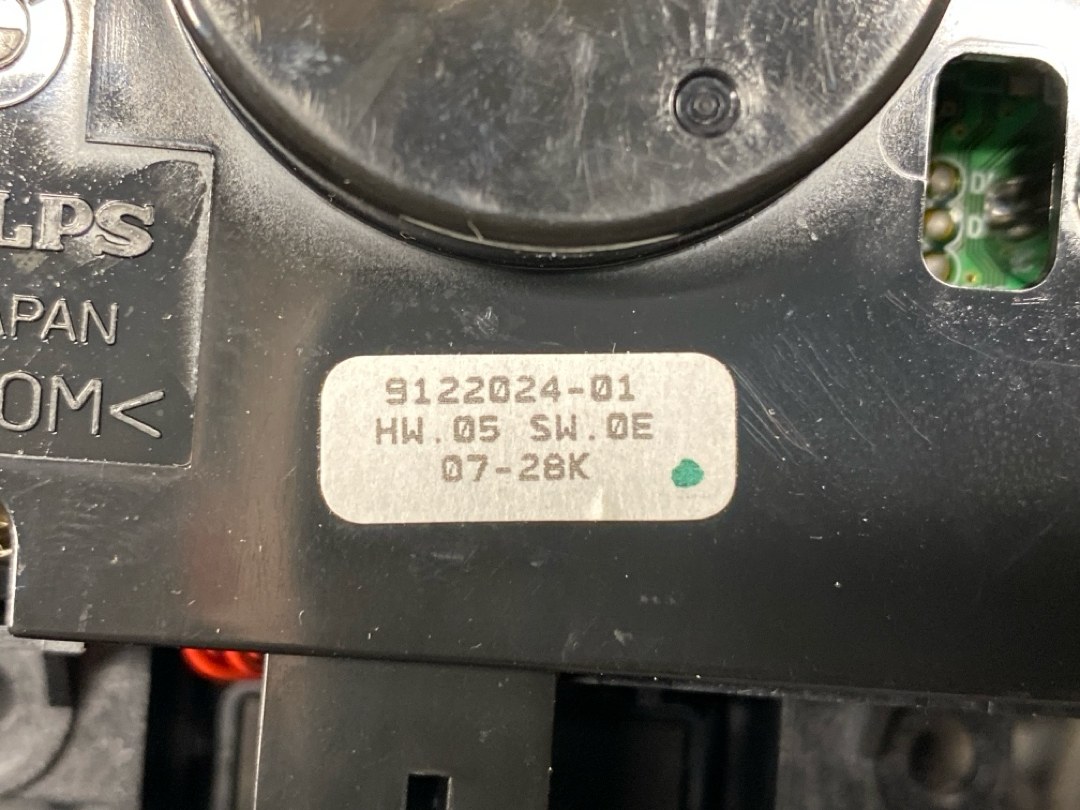 LPS
APAN
OM<
9122024-01
HW.05 SW.0E
07-28K
D
D